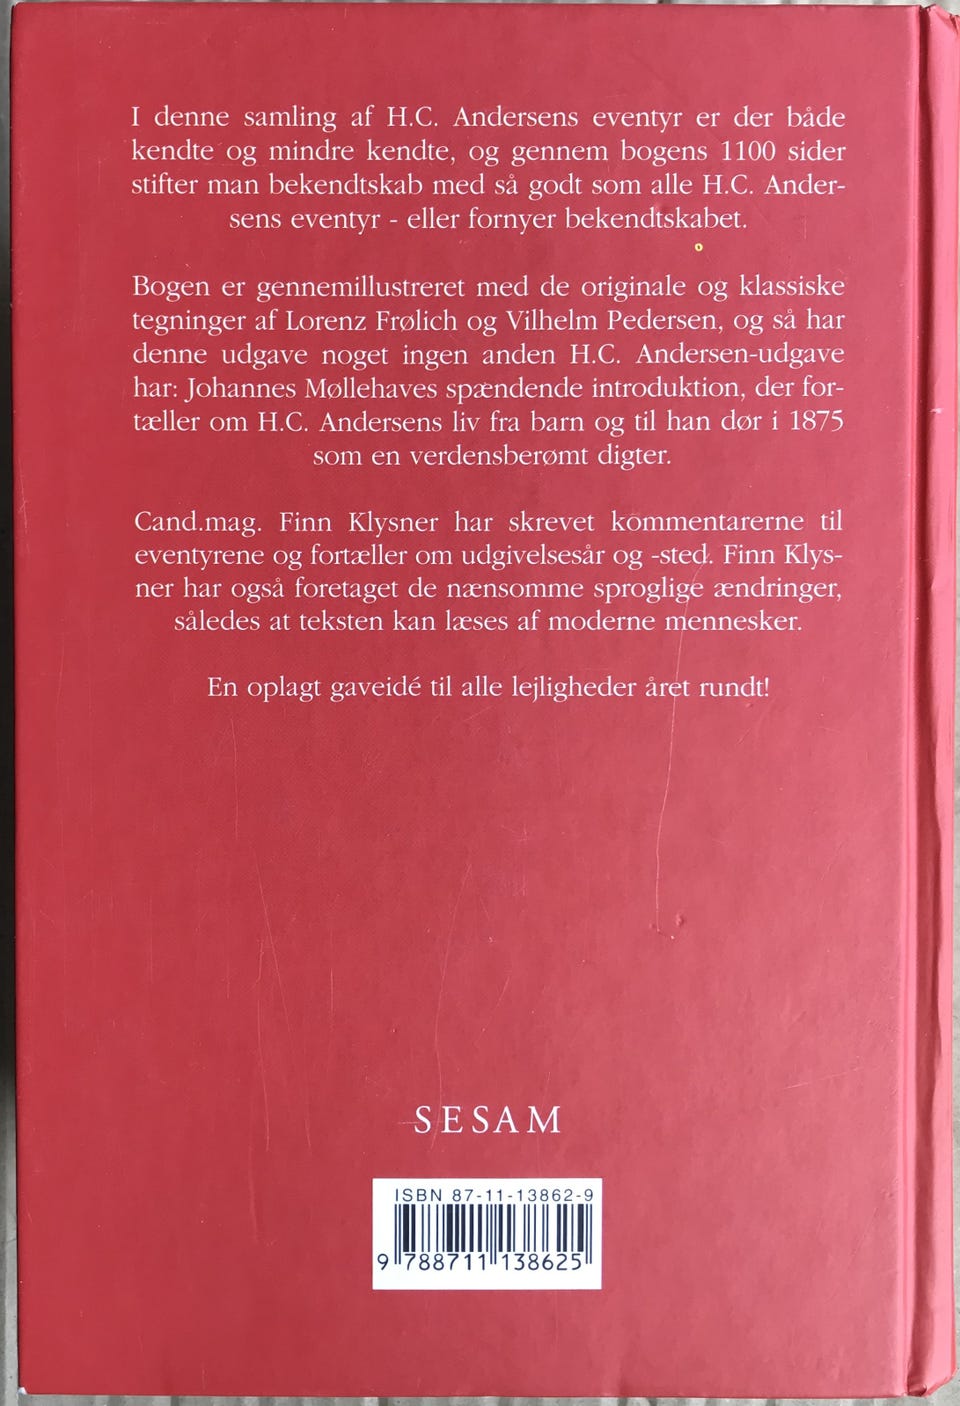 I denne samling af H.C. Andersens eventyr er der både
kendte og mindre kendte, og gennem bogens 1100 sider
stifter man bekendtskab med så godt som alle H.C. Ander-
sens eventyr - eller fornyer bekendtskabet.
Bogen er gennemillustreret med de originale og klassiske
tegninger af Lorenz Frølich og Vilhelm Pedersen, og så har
denne udgave noget ingen anden H.C. Andersen-udgave
har: Johannes Møllehaves spændende introduktion, der for-
tæller om H.C. Andersens liv fra barn og til han dør i 1875
som en verdensberømt digter.
Cand.mag. Finn Klysner har skrevet kommentarerne til
eventyrene og fortæller om udgivelsesår og -sted. Finn Klys-
ner har også foretaget de nænsomme sproglige ændringer,
således at teksten kan læses af moderne mennesker.
En oplagt gaveidé til alle lejligheder året rundt!
SESAM
ISBN 87-11-13862-9
9 788711 138625